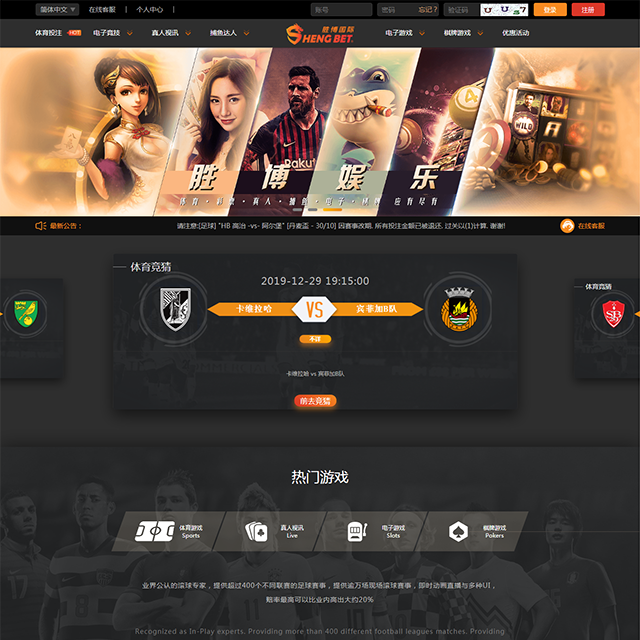 简体中文 在线客服 | 个人中心 | 账号 密码 忘记? 验证码 登录 注册
体育投注 HOT 电子竞技 真人视讯 捕鱼达人 胜博国际 SHENG BET. 电子游戏 棋牌游戏 优惠活动
Rakut
WILD
胜 博 娱 乐
体育·彩票·真人·捕鱼·电子·棋牌 应有尽有
最新公告： 请注意:[足球] "HB 高治 -vs- 阿尔堡" [丹麦盃 - 30/10] 因赛事改期, 所有投注金额已被退还, 过关以(1)计算. 谢谢! 在线客服
体育竞猜
体育竞猜
2019-12-29 19:15:00
卡维拉哈 VS 宾菲加B队
卡维拉哈 vs 宾菲加B队
前去竞猜
热门游戏
体育游戏 Sports
真人视讯 Live
电子游戏 Slots
棋牌游戏 Pokers
业界公认的滚球专家，提供超过400个不同联赛的足球赛事，提供逾万场现场滚球赛事，即时动画直播与多种UI，
赔率最高可以比业内高出大约20%
Recognized as In-Play experts. Providing more than 400 different football leagues matches. Providing